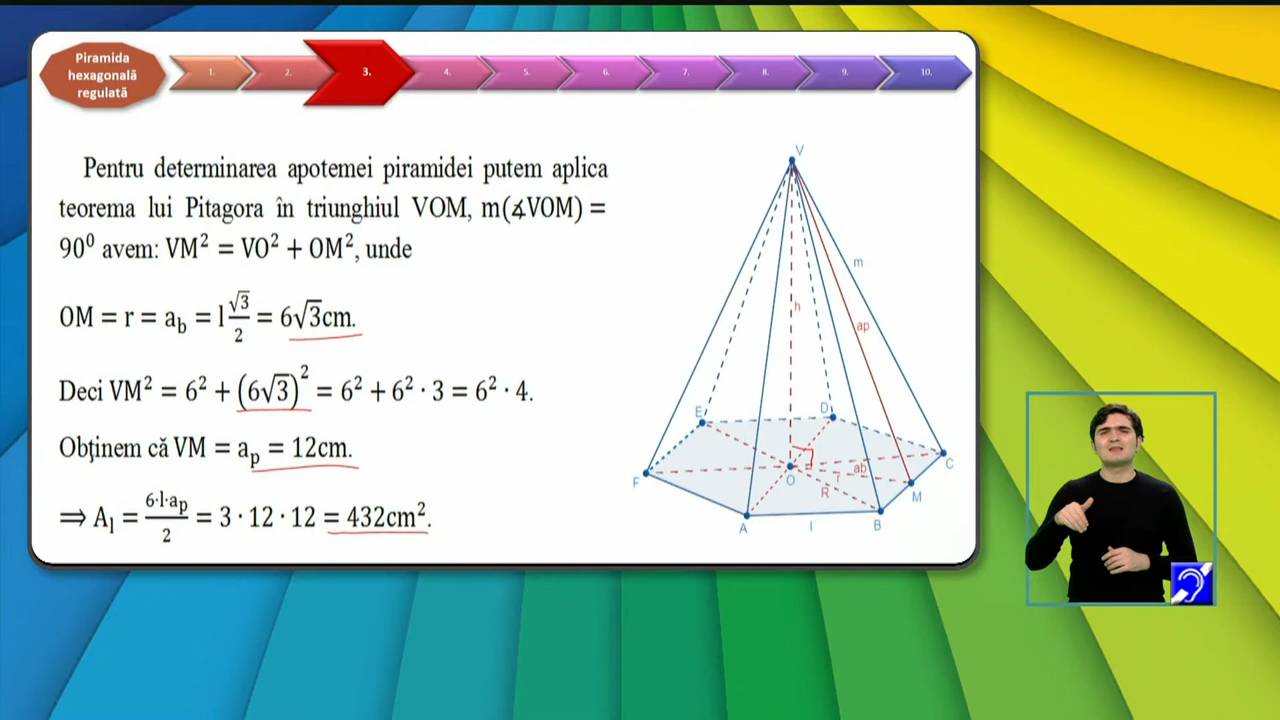 Piramida
hexagonală
regulată
1.
2.
3.
4.
5.
6.
7.
8.
9.
10.
Pentru determinarea apotemei piramidei putem aplica
teorema lui Pitagora în triunghiul VOM, m(∡VOM) =
90⁰ avem: VM² = VO² + OM², unde
OM = r = a_b = l√3/2 = 6√3cm.
Deci VM² = 6² + (6√3)² = 6² + 6² · 3 = 6² · 4.
Obţinem că VM = a_p = 12cm.
⟹ A_l = 6·l·a_p/2 = 3 · 12 · 12 = 432cm².
V
m
h
ap
E
D
F
O
ab
r
R
C
M
A
l
B